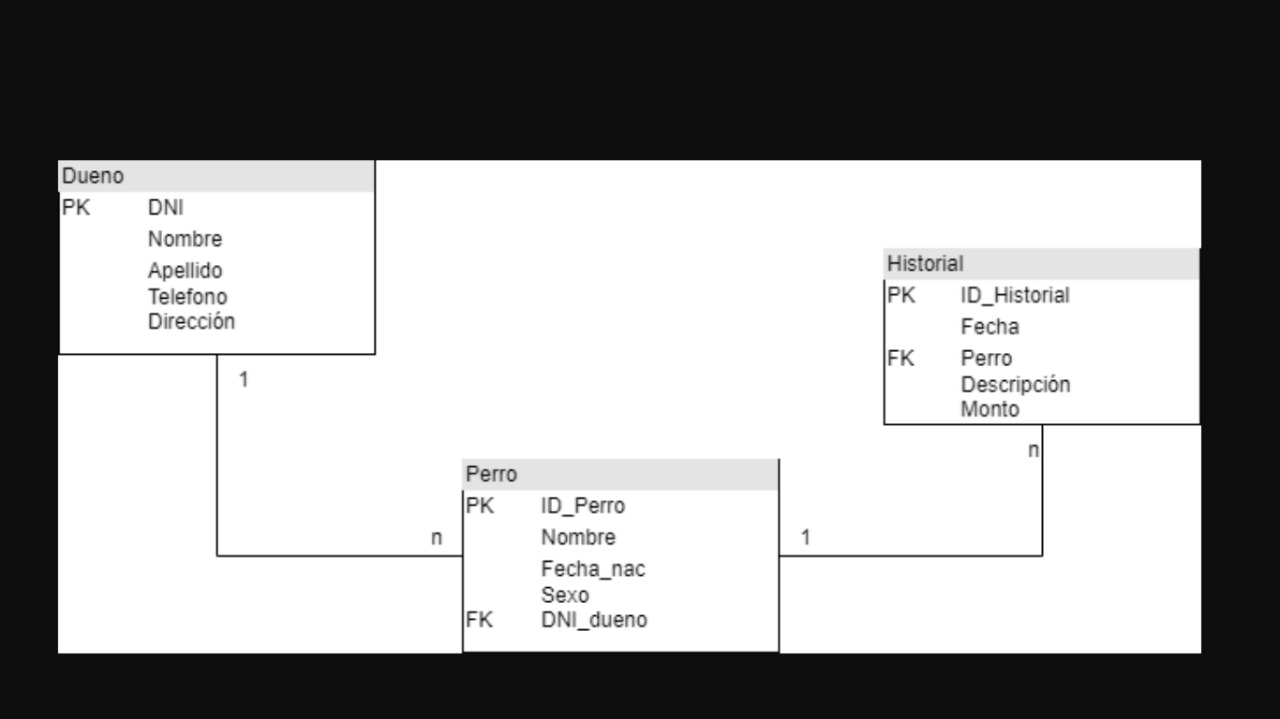 Dueno
PK DNI
Nombre
Apellido
Telefono
Dirección
1
Historial
PK ID_Historial
Fecha
FK Perro
Descripción
Monto
n
Perro
PK ID_Perro
Nombre
Fecha_nac
Sexo
FK DNI_dueno
n
1